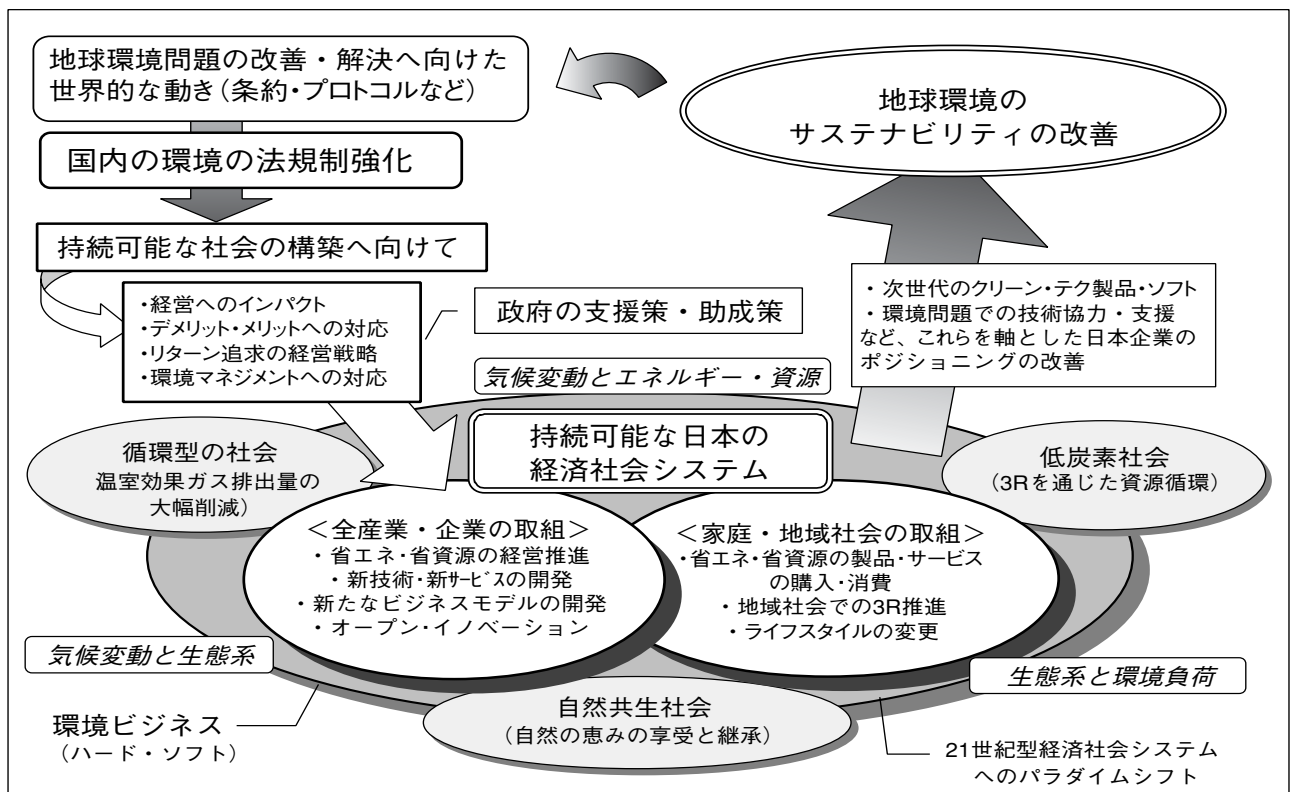 地球環境問題の改善・解決へ向けた
世界的な動き(条約・プロトコルなど)
地球環境の
サステナビリティの改善
国内の環境の法規制強化
持続可能な社会の構築へ向けて
・経営へのインパクト
・デメリット・メリットへの対応
・リターン追求の経営戦略
・環境マネジメントへの対応
政府の支援策・助成策
・次世代のクリーン・テク製品・ソフト
・環境問題での技術協力・支援
など、これらを軸とした日本企業の
ポジショニングの改善
気候変動とエネルギー・資源
持続可能な日本の
経済社会システム
循環型の社会
温室効果ガス排出量の
大幅削減)
低炭素社会
(3Rを通じた資源循環)
<全産業・企業の取組>
・省エネ・省資源の経営推進
・新技術・新サービスの開発
・新たなビジネスモデルの開発
・オープン・イノベーション
<家庭・地域社会の取組>
・省エネ・省資源の製品・サービス
の購入・消費
・地域社会での3R推進
・ライフスタイルの変更
気候変動と生態系
生態系と環境負荷
自然共生社会
(自然の恵みの享受と継承)
環境ビジネス
(ハード・ソフト)
21世紀型経済社会システム
へのパラダイムシフト